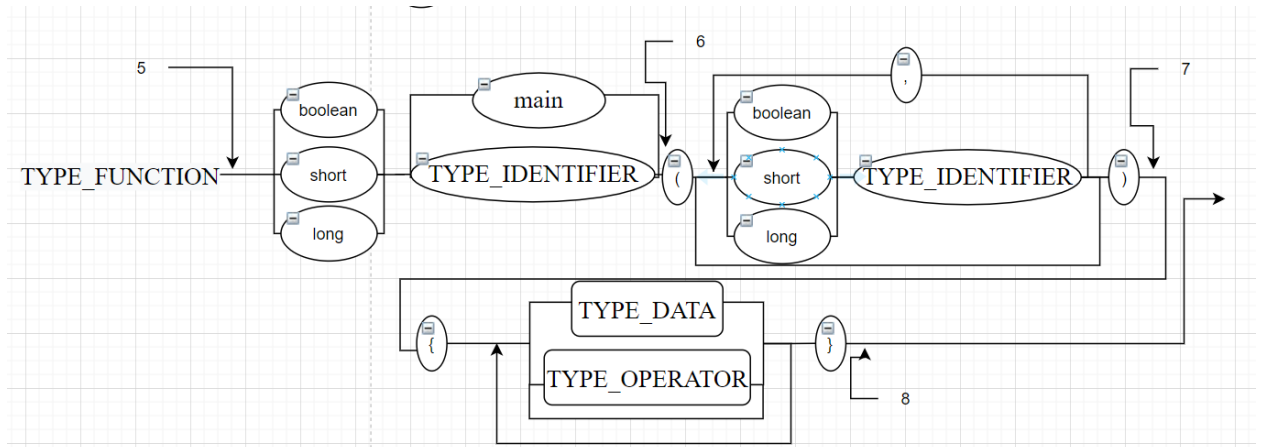 6
5
7
boolean
main
,
boolean
TYPE_FUNCTION
short
TYPE_IDENTIFIER
(
short
TYPE_IDENTIFIER
)
long
long
TYPE_DATA
{
}
TYPE_OPERATOR
8